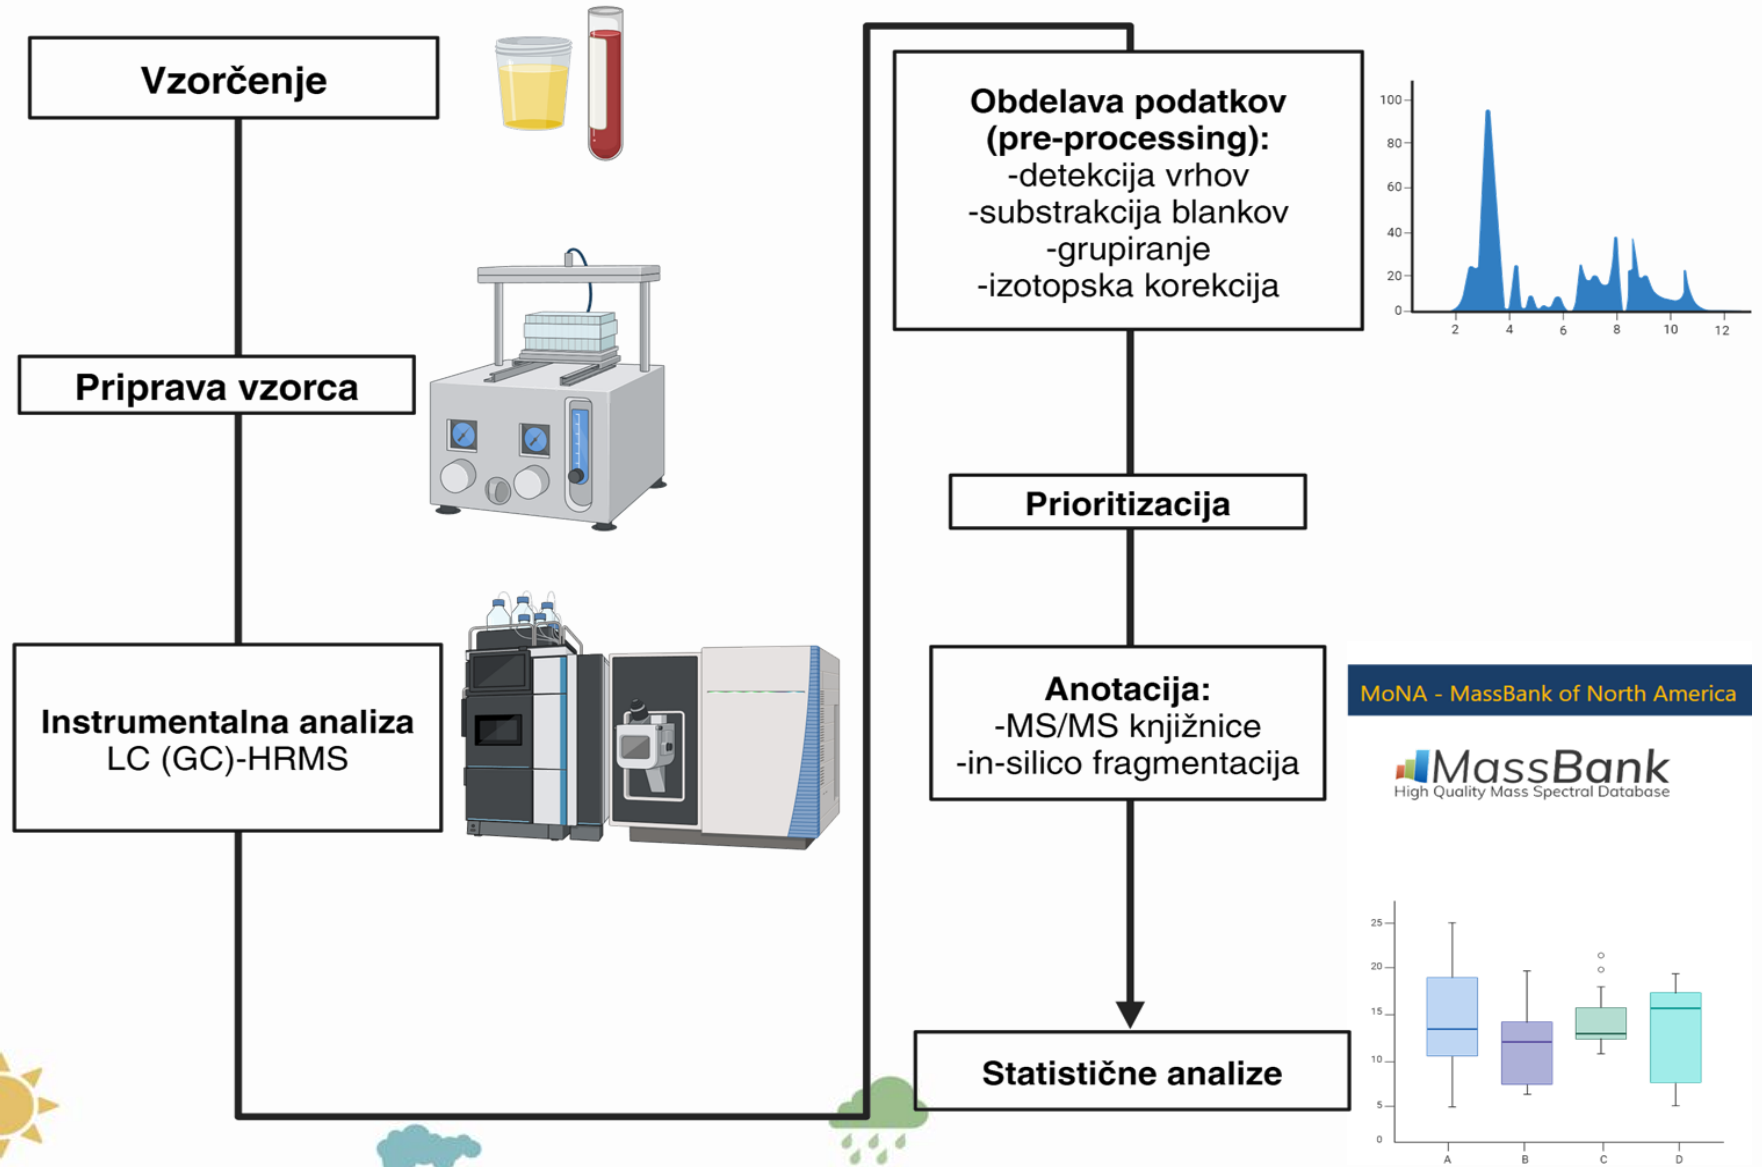 Vzorčenje
Priprava vzorca
Instrumentalna analiza
LC (GC)-HRMS
Obdelava podatkov
(pre-processing):
-detekcija vrhov
-substrakcija blankov
-grupiranje
-izotopska korekcija
100
80
60
40
20
0
2 4 6 8 10 12
Prioritizacija
Anotacija:
-MS/MS knjižnice
-in-silico fragmentacija
MoNA - MassBank of North America
MassBank
High Quality Mass Spectral Database
Statistične analize
25
20
15
10
5
0
A B C D